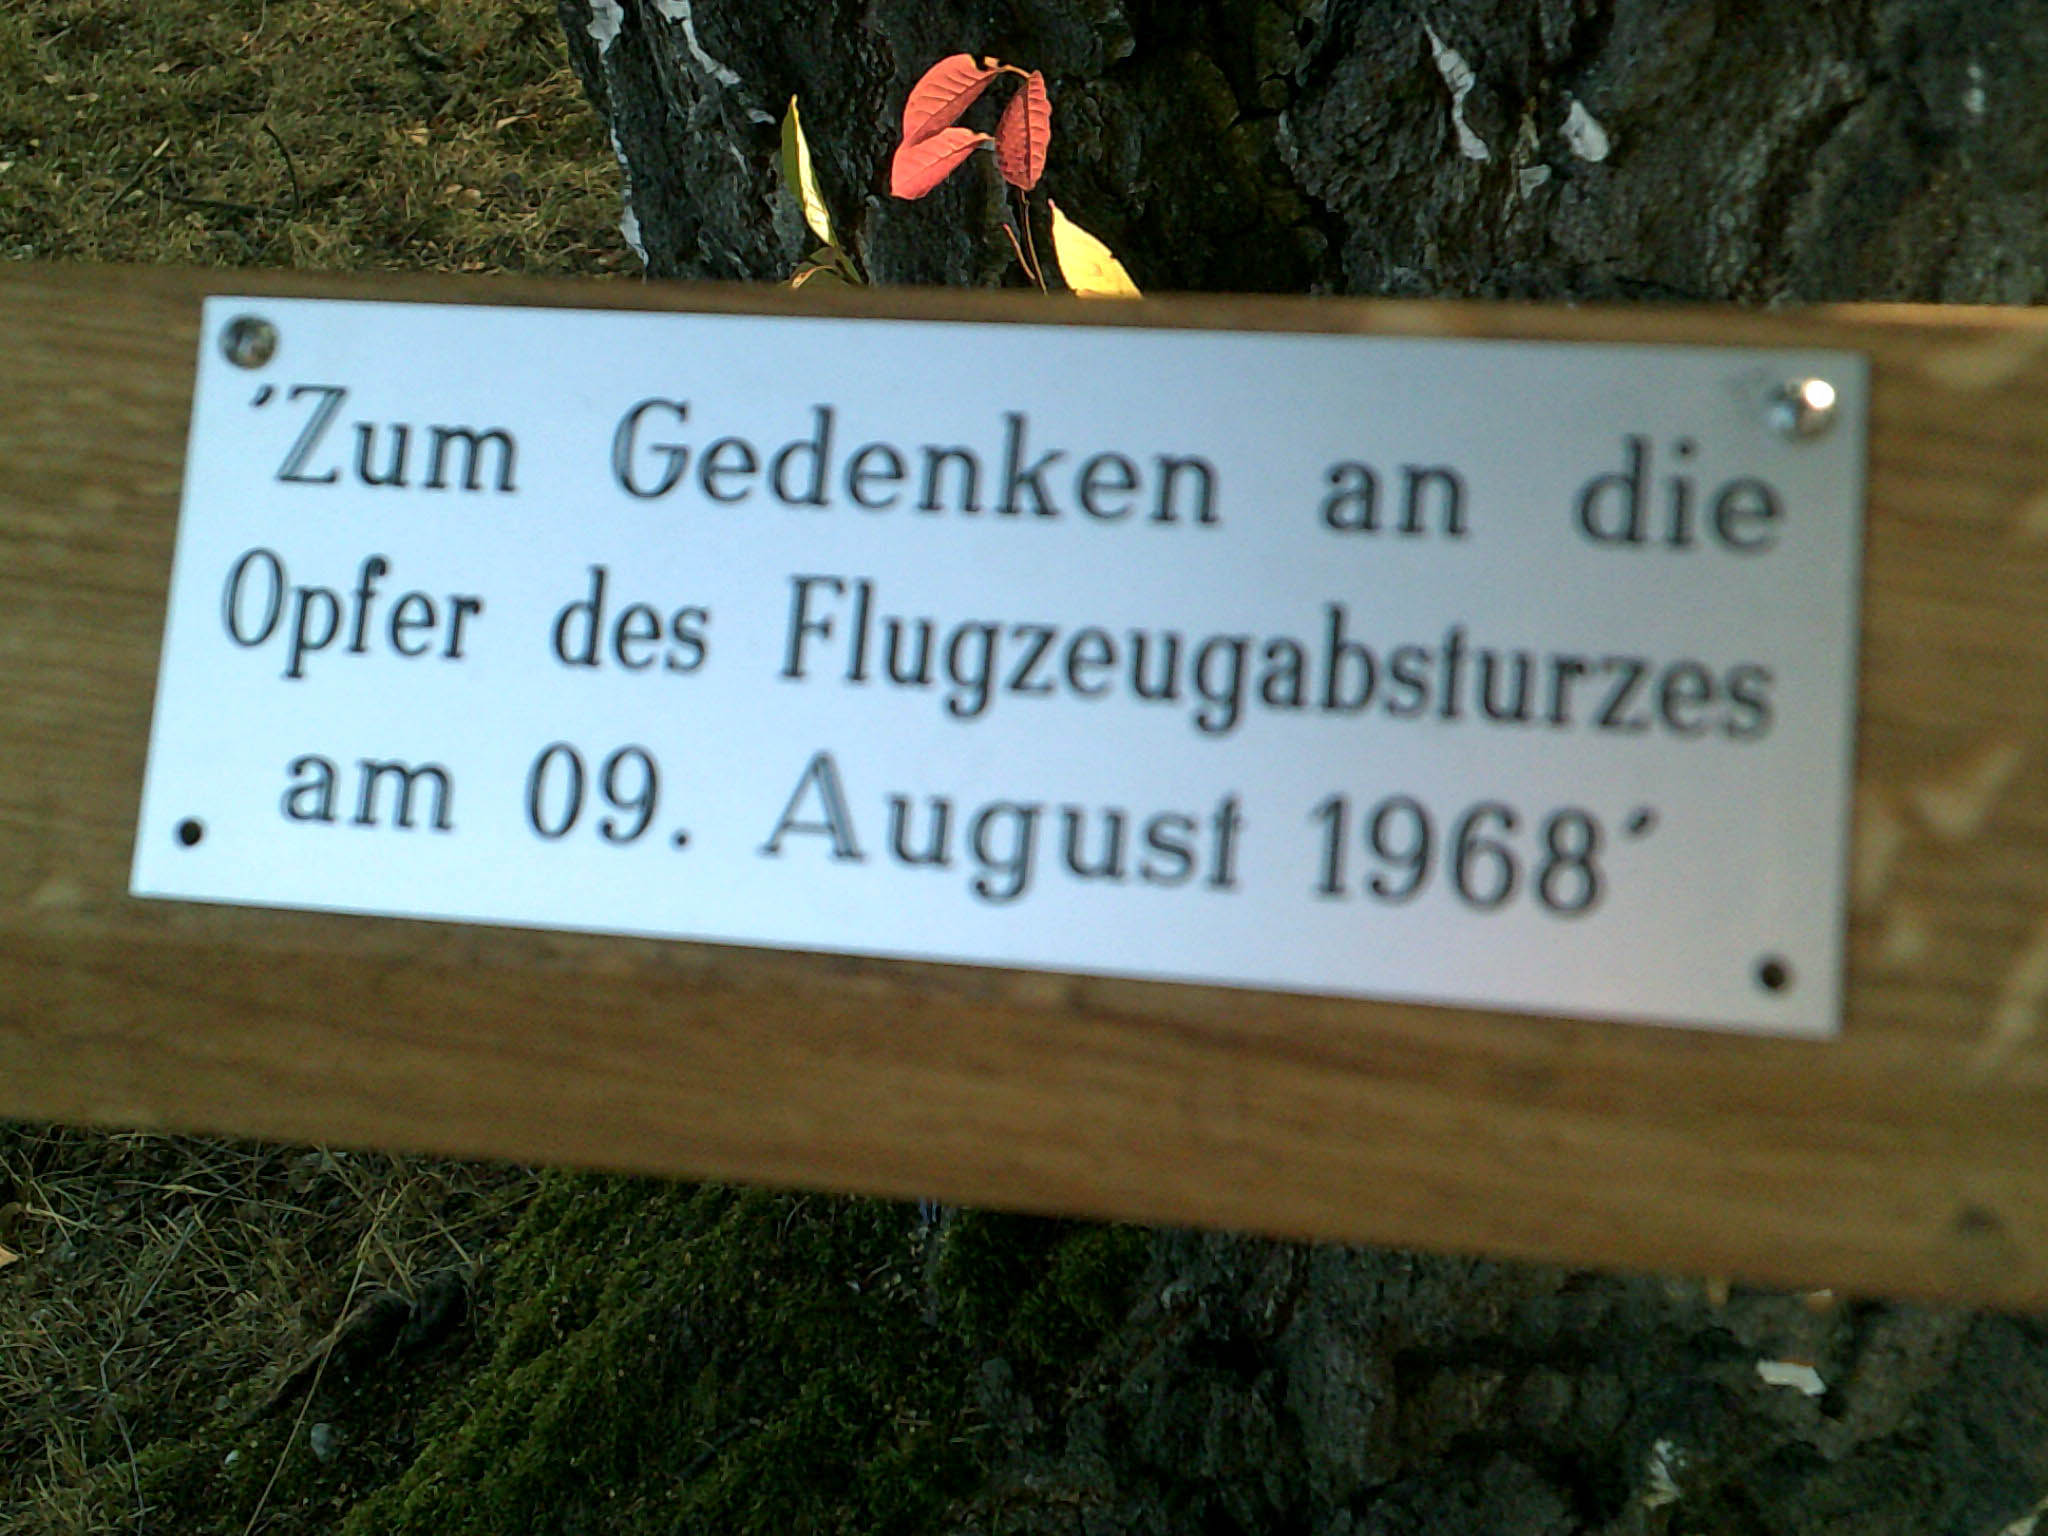 'Zum Gedenken an die
Opfer des Flugzeugabsturzes
am 09. August 1968'